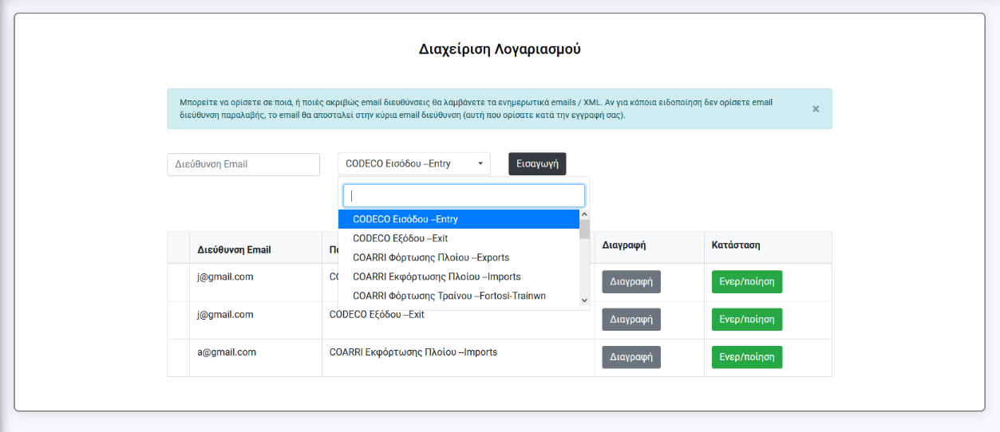 Διαχείριση Λογαριασμού
Μπορείτε να ορίσετε σε ποιά, ή ποιές ακριβώς email διευθύνσεις θα λαμβάνετε τα ενημερωτικά emails / XML. Αν για κάποια ειδοποίηση δεν ορίσετε email
διεύθυνση παραλαβής, το email θα αποσταλεί στην κύρια email διεύθυνση (αυτή που ορίσατε κατά την εγγραφή σας).
×
Διεύθυνση Email
CODECO Εισόδου --Entry
Εισαγωγή
CODECO Εισόδου --Entry
CODECO Εξόδου --Exit
COARRI Φόρτωσης Πλοίου --Exports
COARRI Εκφόρτωσης Πλοίου --Imports
COARRI Φόρτωσης Τραίνου --Fortosi-Trainwn
Διεύθυνση Email
Διαγραφή
Κατάσταση
j@gmail.com
Διαγραφή
Ενερ/ποίηση
j@gmail.com
CODECO Εξόδου --Exit
Διαγραφή
Ενερ/ποίηση
a@gmail.com
COARRI Εκφόρτωσης Πλοίου --Imports
Διαγραφή
Ενερ/ποίηση